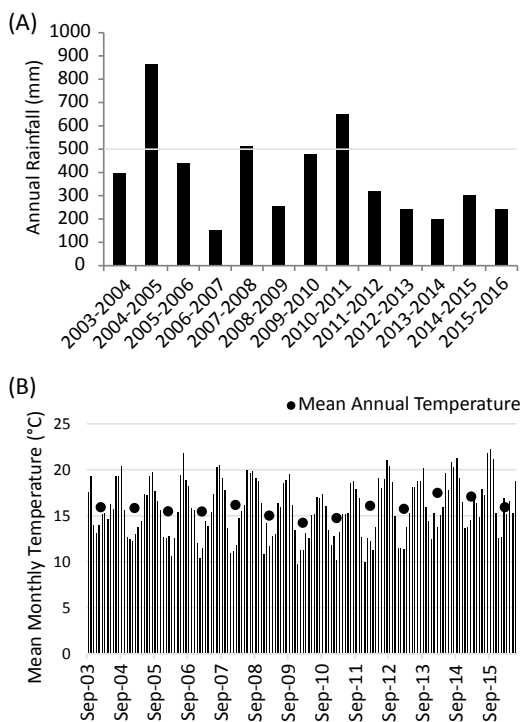 (A)
Annual Rainfall (mm)
1000
900
800
700
600
500
400
300
200
100
0
2003-2004
2004-2005
2005-2006
2006-2007
2007-2008
2008-2009
2009-2010
2010-2011
2011-2012
2012-2013
2013-2014
2014-2015
2015-2016
(B)
Mean Annual Temperature
Mean Monthly Temperature (°C)
25
20
15
10
5
0
Sep-03
Sep-04
Sep-05
Sep-06
Sep-07
Sep-08
Sep-09
Sep-10
Sep-11
Sep-12
Sep-13
Sep-14
Sep-15